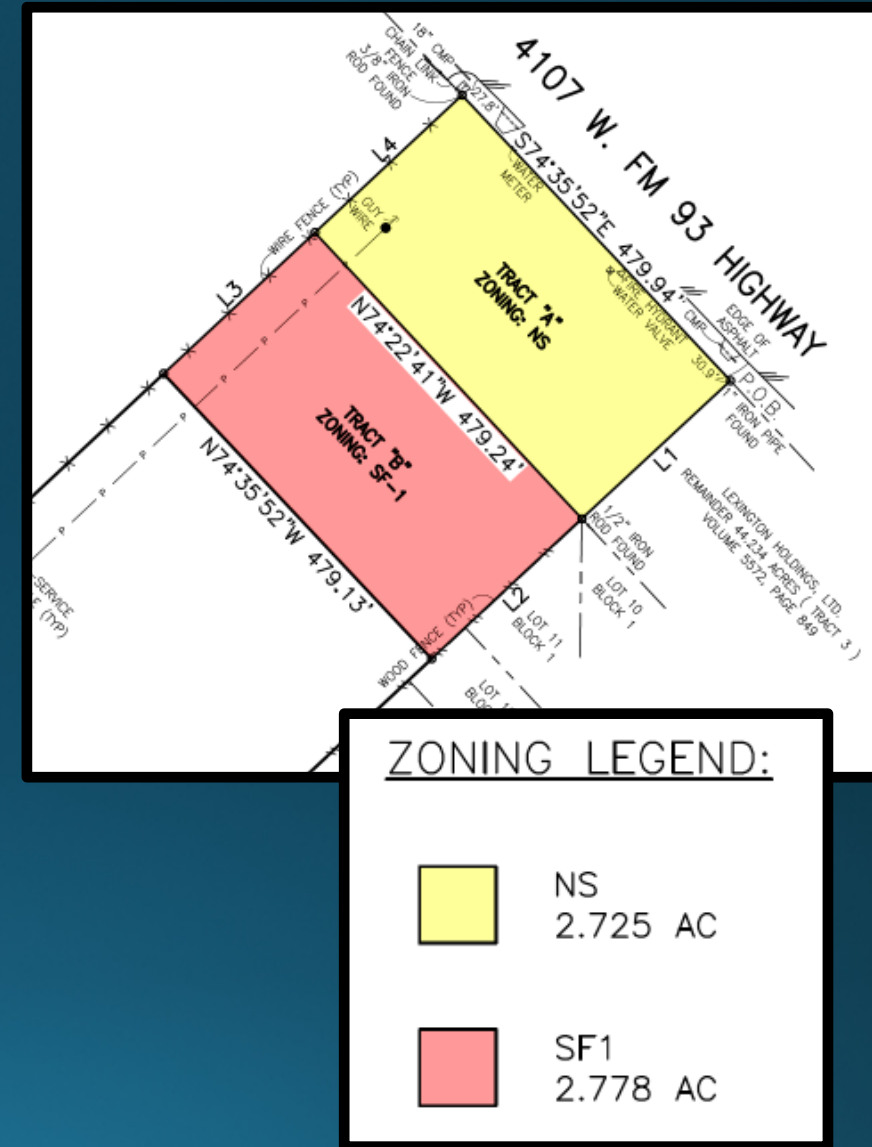 4107 W. FM 93 HIGHWAY
18" CMP
CHAIN LINK
FENCE
3/8" IRON
ROD FOUND
27.8'
S74°35'52"E 479.94'
WATER
METER
L4
WIRE FENCE (TYP)
GUY
WIRE
TRACT "A"
ZONING: NS
FIRE HYDRANT
WATER VALVE
CMP
EDGE OF
ASPHALT
30.9'
P.O.B.
1" IRON PIPE
FOUND
L3
N74°22'41"W 479.24'
TRACT "B"
ZONING: SF-1
N74°35'52"W 479.13'
L1
LEXINGTON HOLDINGS, LTD.
REMAINDER 44.234 ACRES ( TRACT 3 )
VOLUME 5572, PAGE 849
1/2" IRON
ROD FOUND
LOT 10
BLOCK 1
L2
LOT 11
BLOCK 1
WOOD FENCE (TYP)
P
P
P
P
P
P
P
-SERVICE
E (TYP)
ZONING LEGEND:
NS
2.725 AC
SF1
2.778 AC